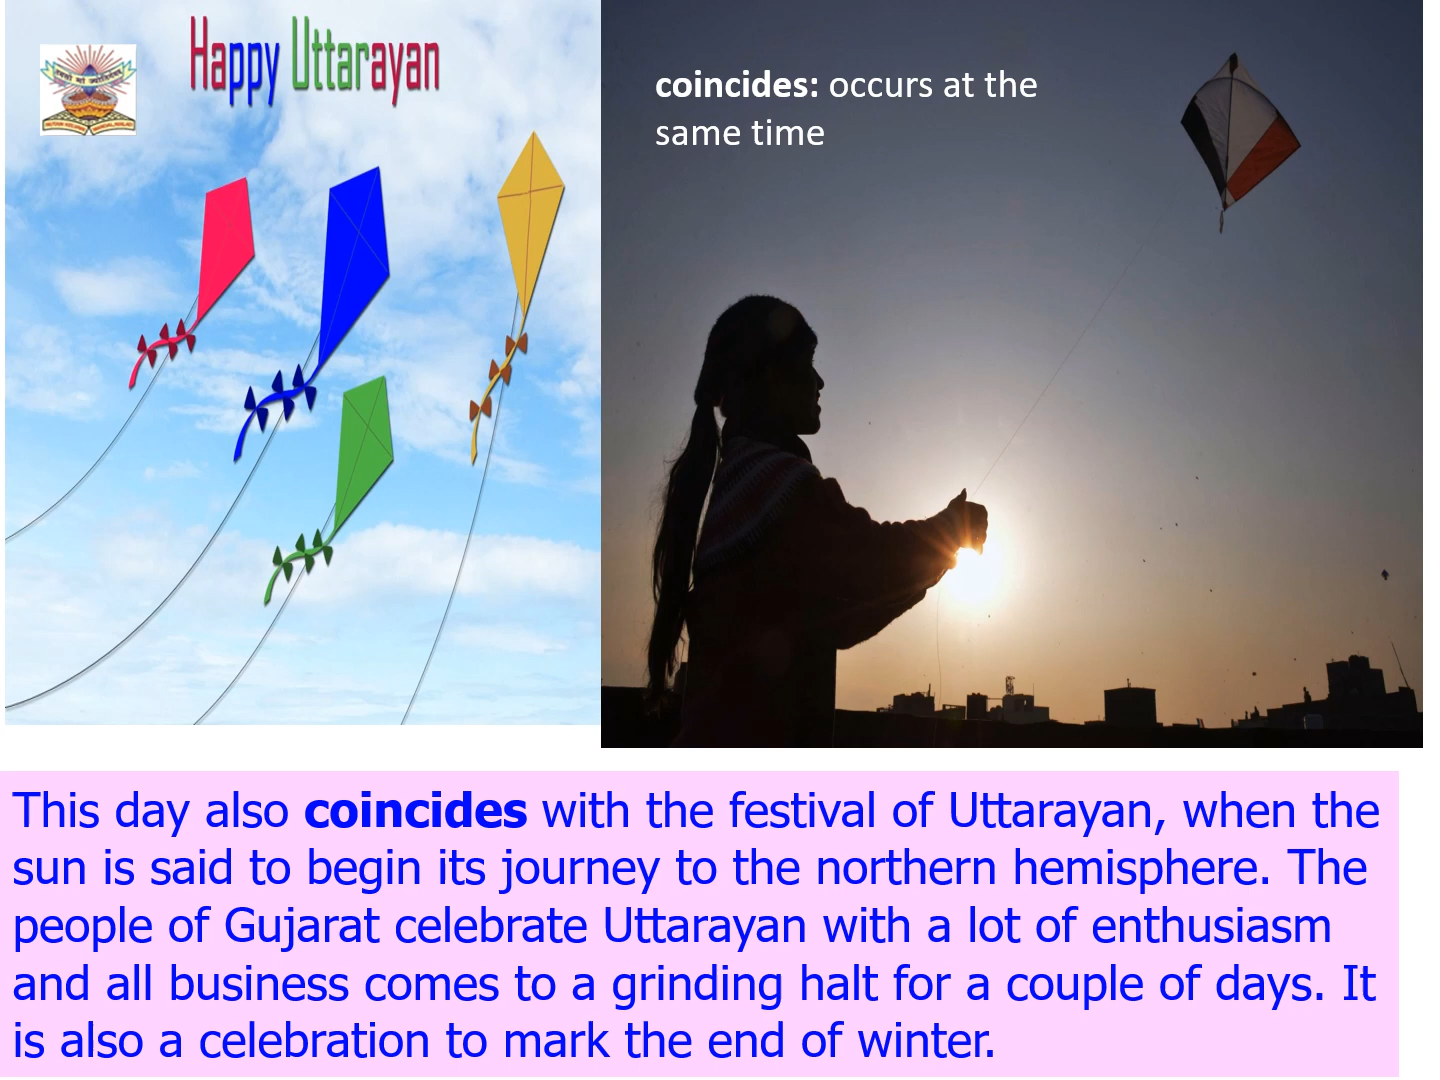 Happy Uttarayan
coincides: occurs at the
same time
This day also coincides with the festival of Uttarayan, when the
sun is said to begin its journey to the northern hemisphere. The
people of Gujarat celebrate Uttarayan with a lot of enthusiasm
and all business comes to a grinding halt for a couple of days. It
is also a celebration to mark the end of winter.